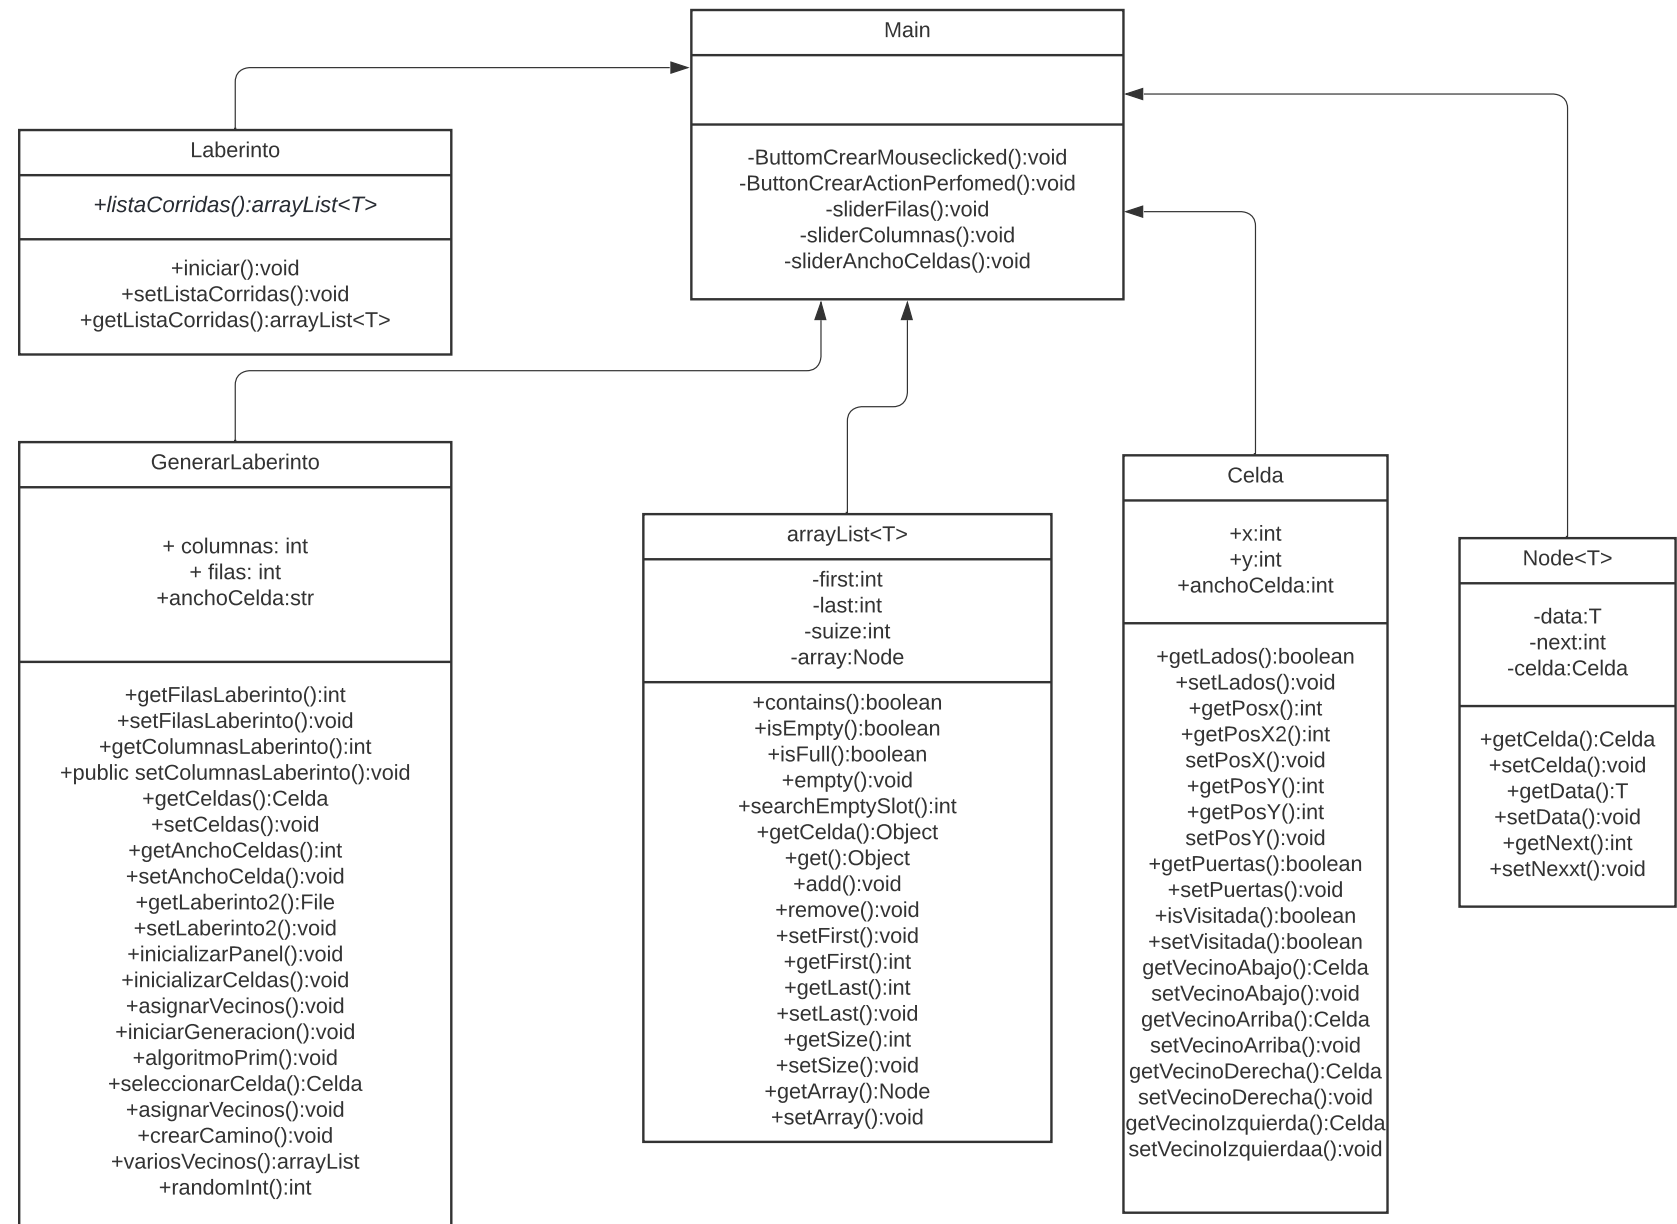 Main
-ButtomCrearMouseclicked():void
-ButtonCrearActionPerfomed():void
-sliderFilas():void
-sliderColumnas():void
-sliderAnchoCeldas():void
Laberinto
+listaCorridas():arrayList<T>
+iniciar():void
+setListaCorridas():void
+getListaCorridas():arrayList<T>
GenerarLaberinto
+ columnas: int
+ filas: int
+anchoCelda:str
+getFilasLaberinto():int
+setFilasLaberinto():void
+getColumnasLaberinto():int
+public setColumnasLaberinto():void
+getCeldas():Celda
+setCeldas():void
+getAnchoCeldas():int
+setAnchoCelda():void
+getLaberinto2():File
+setLaberinto2():void
+inicializarPanel():void
+inicializarCeldas():void
+asignarVecinos():void
+iniciarGeneracion():void
+algoritmoPrim():void
+seleccionarCelda():Celda
+asignarVecinos():void
+crearCamino():void
+variosVecinos():arrayList
+randomInt():int
arrayList<T>
-first:int
-last:int
-suize:int
-array:Node
+contains():boolean
+isEmpty():boolean
+isFull():boolean
+empty():void
+searchEmptySlot():int
+getCelda():Object
+get():Object
+add():void
+remove():void
+setFirst():void
+getFirst():int
+getLast():int
+setLast():void
+getSize():int
+setSize():void
+getArray():Node
+setArray():void
Celda
+x:int
+y:int
+anchoCelda:int
+getLados():boolean
+setLados():void
+getPosx():int
+getPosX2():int
setPosX():void
+getPosY():int
+getPosY():int
setPosY():void
+getPuertas():boolean
+setPuertas():void
+isVisitada():boolean
+setVisitada():boolean
getVecinoAbajo():Celda
setVecinoAbajo():void
getVecinoArriba():Celda
setVecinoArriba():void
getVecinoDerecha():Celda
setVecinoDerecha():void
getVecinoIzquierda():Celda
setVecinoIzquierdaa():void
Node<T>
-data:T
-next:int
-celda:Celda
+getCelda():Celda
+setCelda():void
+getData():T
+setData():void
+getNext():int
+setNexxt():void